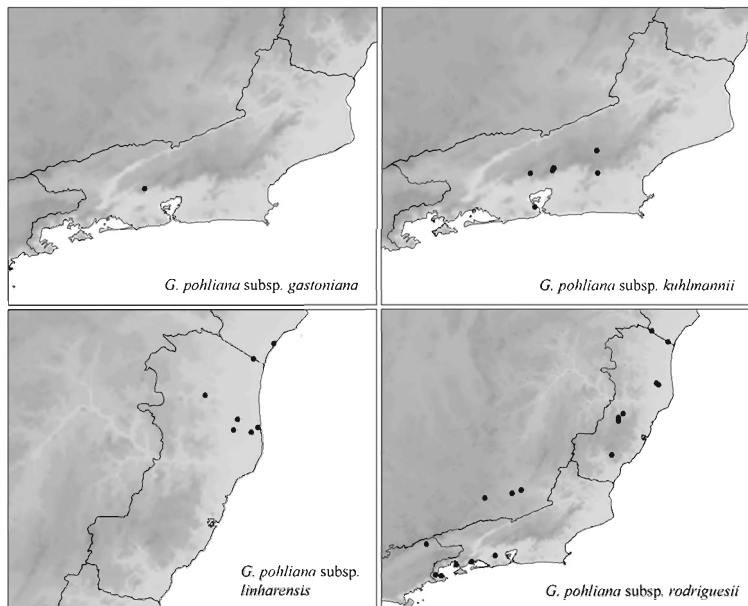 G. pohliana subsp. gastoniana
G. pohliana subsp. kuhlmannii
G. pohliana subsp.
linharensis
G. pohliana subsp. rodriguesii